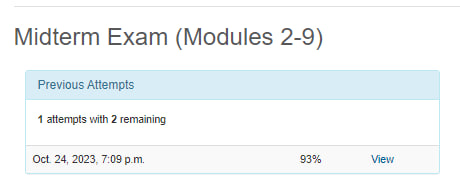 Midterm Exam (Modules 2-9)
Previous Attempts
1 attempts with 2 remaining
Oct. 24, 2023, 7:09 p.m. 93% View